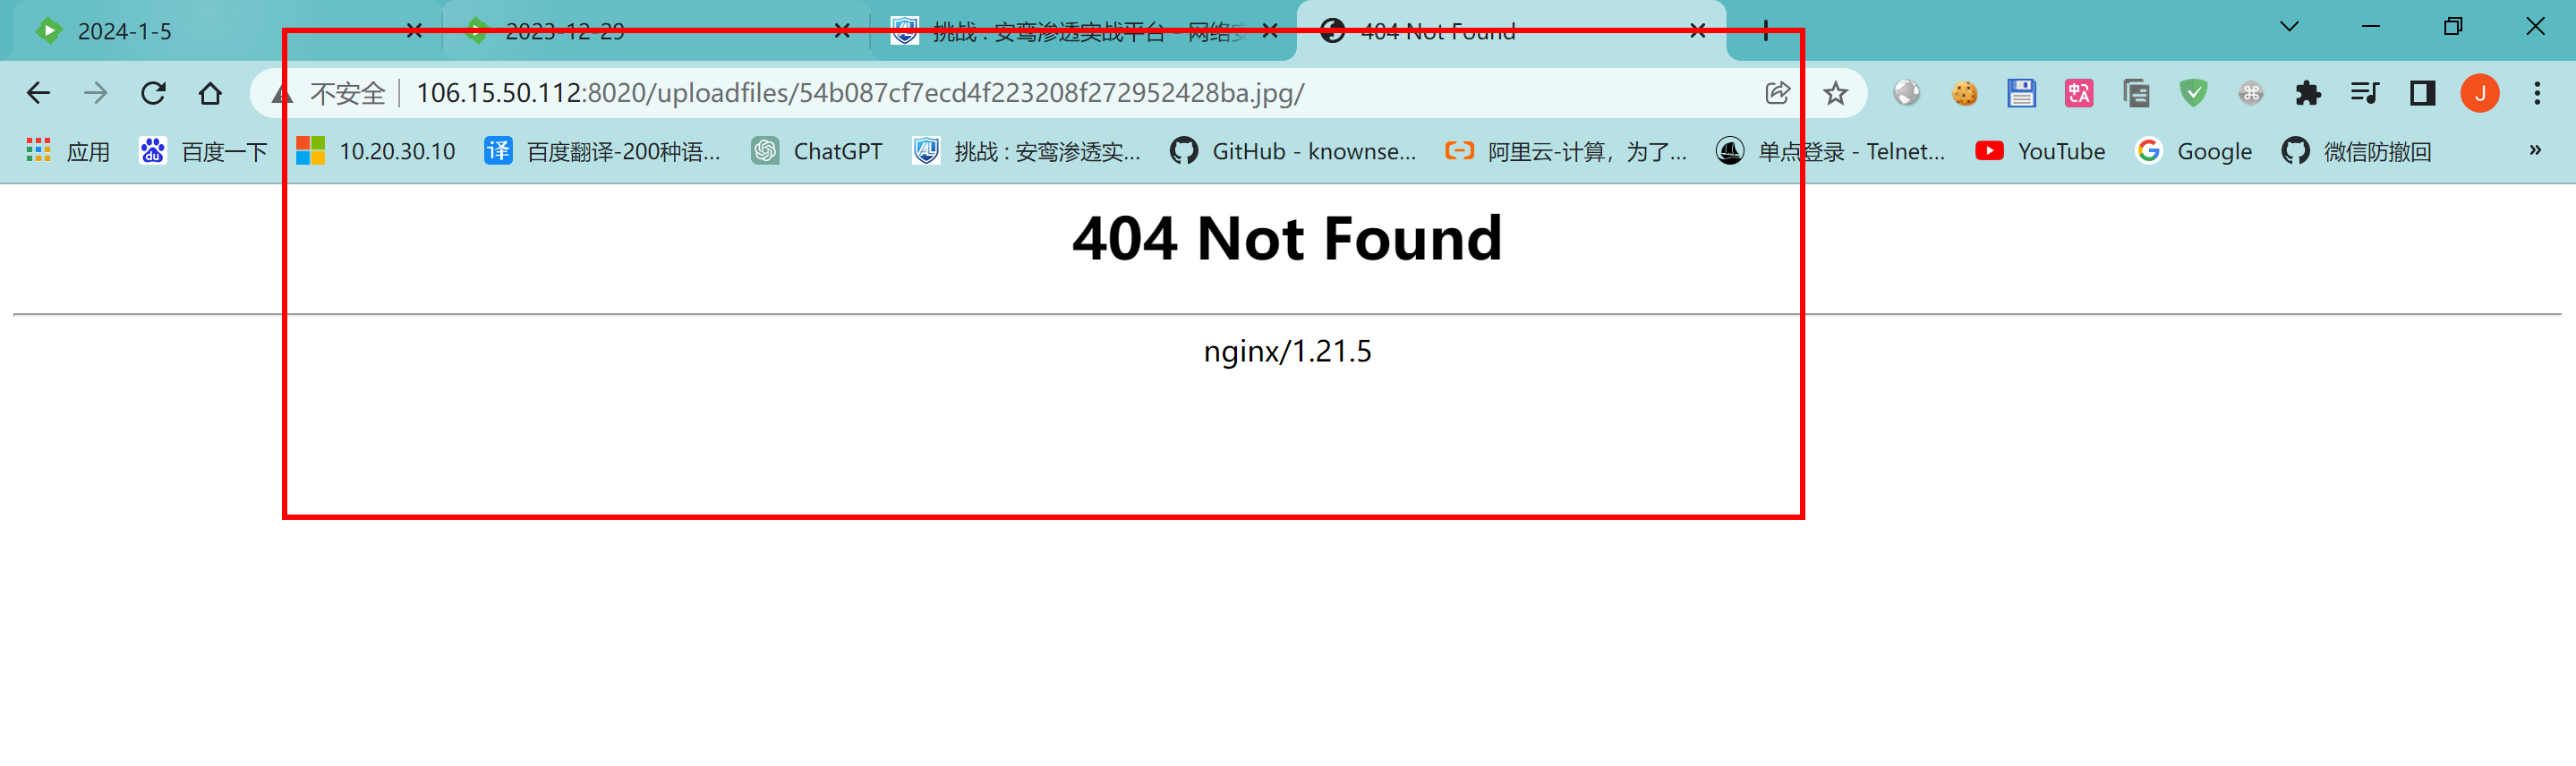 2024-1-5
2023-12-29
挑战 : 安鸾渗透实战平台 - 网络安
404 Not Found
不安全
106.15.50.112:8020/uploadfiles/54b087cf7ecd4f223208f272952428ba.jpg/
J
应用
百度一下
10.20.30.10
译
百度翻译-200种语...
ChatGPT
挑战 : 安鸾渗透实...
GitHub - knownse...
阿里云-计算，为了...
单点登录 - Telnet...
YouTube
Google
微信防撤回
»
404 Not Found
nginx/1.21.5